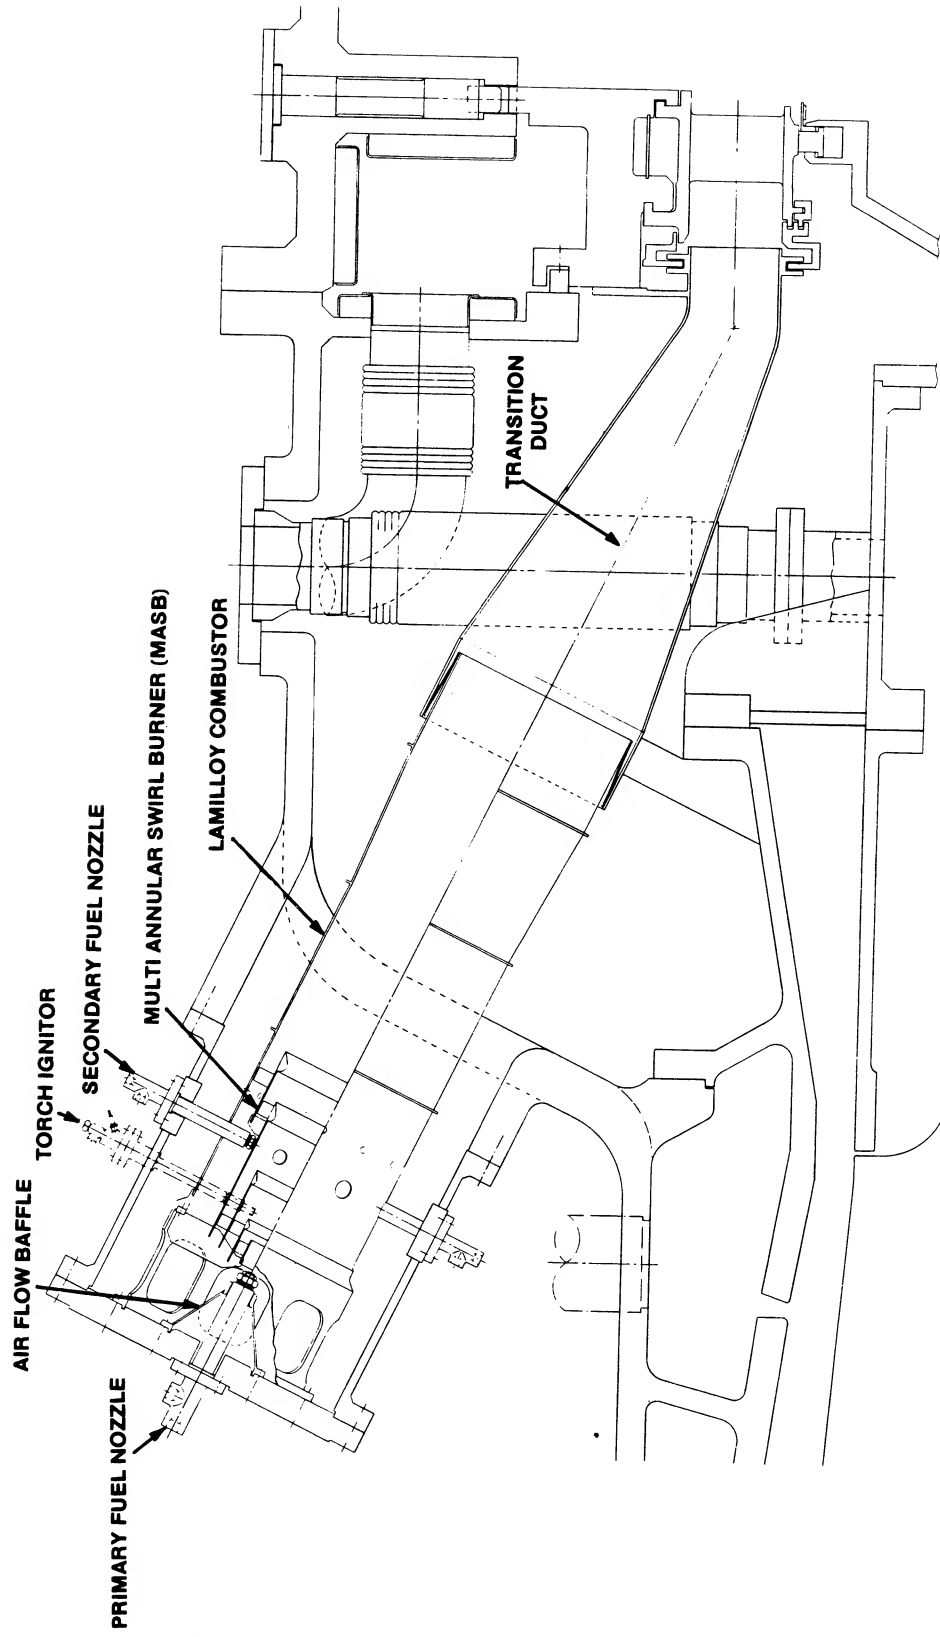 PRIMARY FUEL NOZZLE
AIR FLOW BAFFLE
TORCH IGNITOR
SECONDARY FUEL NOZZLE
MULTI ANNULAR SWIRL BURNER (MASB)
LAMILLOY COMBUSTOR
TRANSITION
DUCT